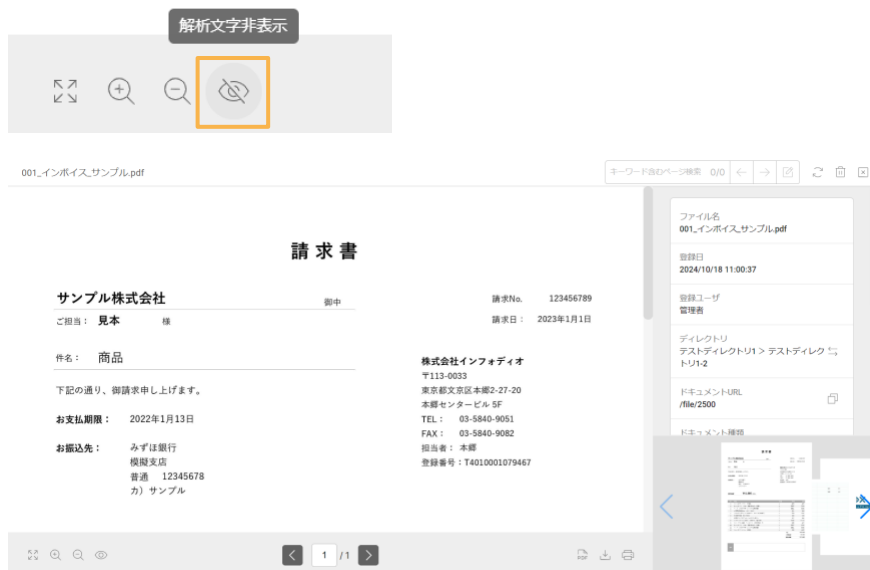 解析文字非表示
001_インボイス_サンプル.pdf
キーワード含むページ検索 0/0
請求書
サンプル株式会社 御中
ご担当： 見本 様
件名： 商品
下記の通り、御請求申し上げます。
お支払期限： 2022年1月13日
お振込先： みずほ銀行
模擬支店
普通 12345678
カ）サンプル
請求No. 123456789
請求日： 2023年1月1日
株式会社インフォディオ
〒113-0033
東京都文京区本郷2-27-20
本郷センタービル 5F
TEL： 03-5840-9051
FAX： 03-5840-9082
担当者： 本郷
登録番号：T4010001079467
ファイル名
001_インボイス_サンプル.pdf
登録日
2024/10/18 11:00:37
登録ユーザ
管理者
ディレクトリ
テストディレクトリ1 > テストディレク
トリ1-2
ドキュメントURL
/file/2500
ドキュメント種類
請求書
1 / 1
PDF